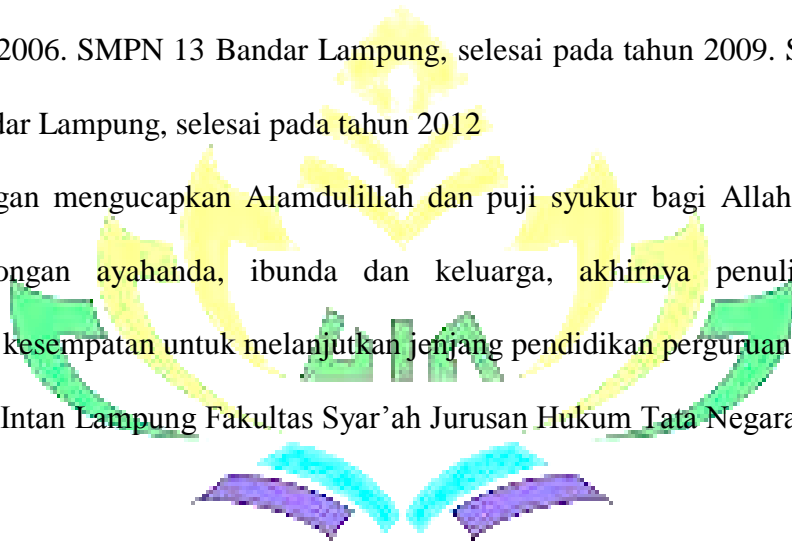 2006. SMPN 13 Bandar Lampung, selesai pada tahun 2009.
dar Lampung, selesai pada tahun 2012
gan mengucapkan Alamdulillah dan puji syukur bagi Allah
ongan ayahanda, ibunda dan keluarga, akhirnya penuli
kesempatan untuk melanjutkan jenjang pendidikan perguruan
Intan Lampung Fakultas Syar’ah Jurusan Hukum Tata Negara